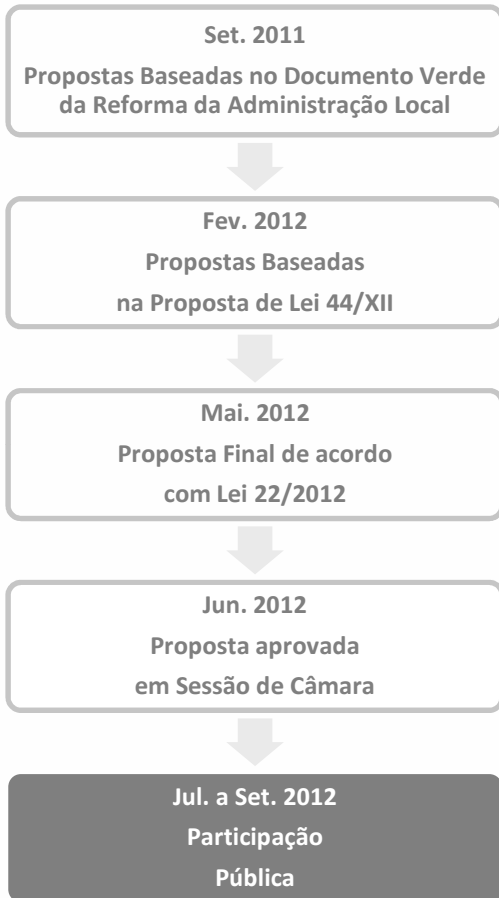 Set. 2011
Propostas Baseadas no Documento Verde
da Reforma da Administração Local
Fev. 2012
Propostas Baseadas
na Proposta de Lei 44/XII
Mai. 2012
Proposta Final de acordo
com Lei 22/2012
Jun. 2012
Proposta aprovada
em Sessão de Câmara
Jul. a Set. 2012
Participação
Pública